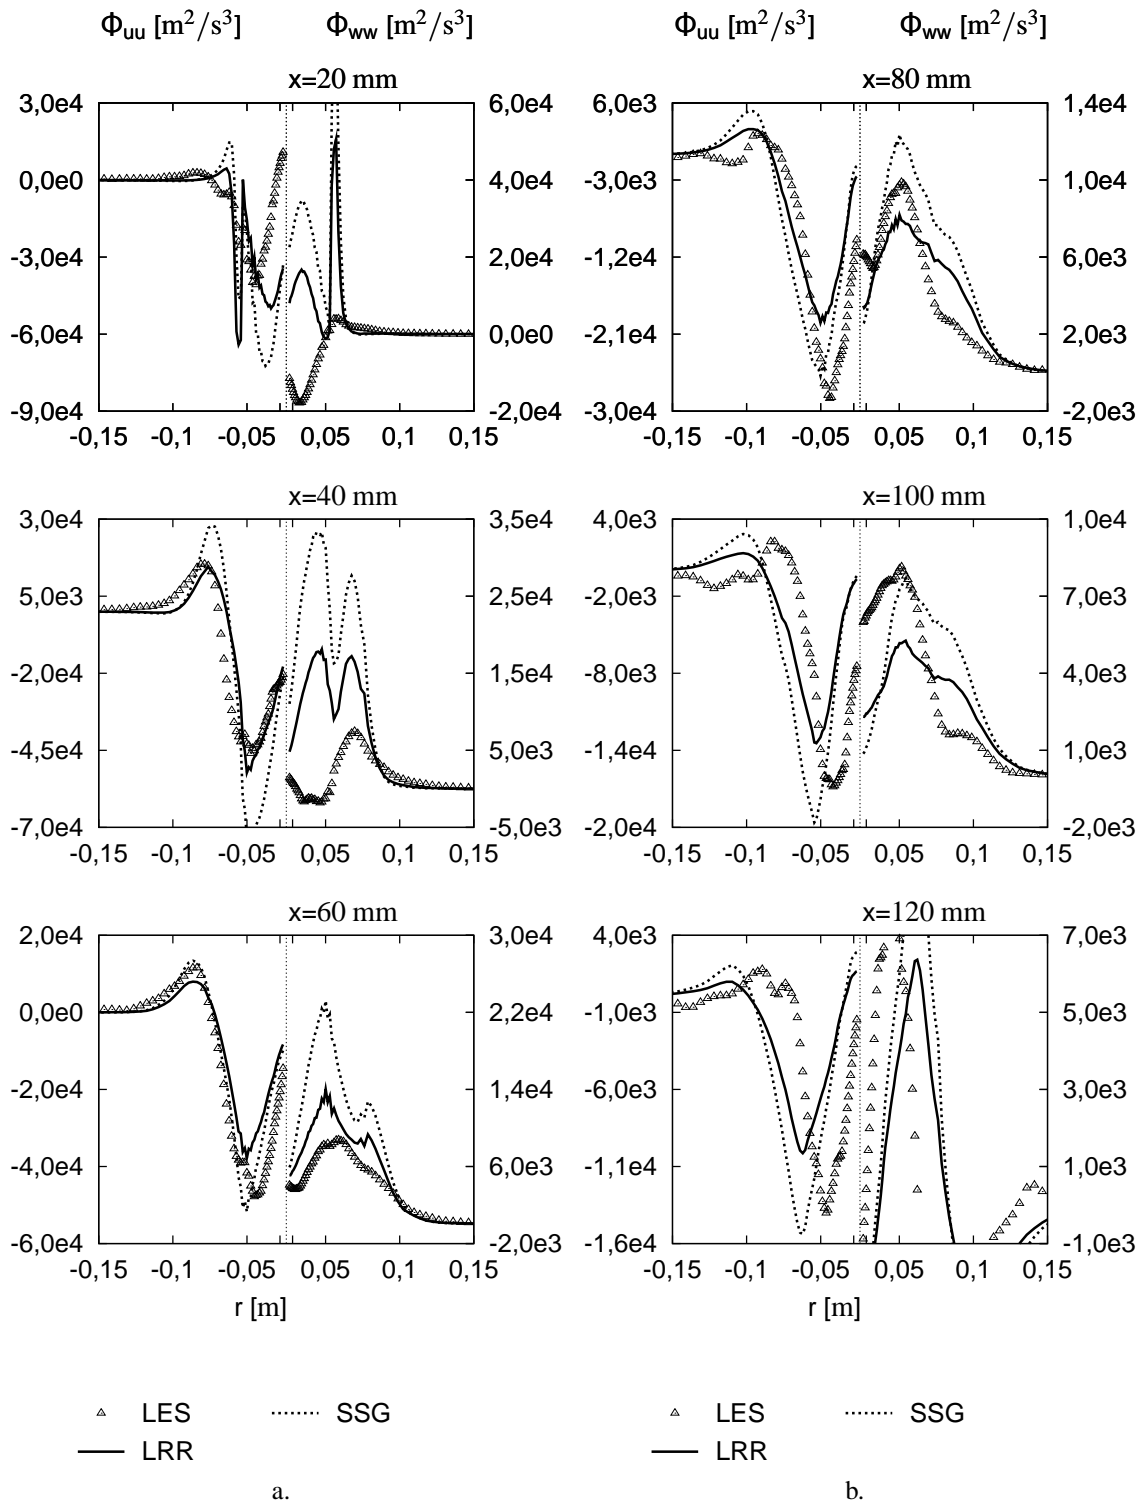 Φuu [m²/s³] Φww [m²/s³] Φuu [m²/s³] Φww [m²/s³]
x=20 mm
3,0e4
0,0e0
-3,0e4
-6,0e4
-9,0e4
6,0e4
4,0e4
2,0e4
0,0e0
-2,0e4
-0,15 -0,1 -0,05 0,05 0,1 0,15
x=80 mm
6,0e3
-3,0e3
-1,2e4
-2,1e4
-3,0e4
1,4e4
1,0e4
6,0e3
2,0e3
-2,0e3
-0,15 -0,1 -0,05 0,05 0,1 0,15
x=40 mm
3,0e4
5,0e3
-2,0e4
-4,5e4
-7,0e4
3,5e4
2,5e4
1,5e4
5,0e3
-5,0e3
-0,15 -0,1 -0,05 0,05 0,1 0,15
x=100 mm
4,0e3
-2,0e3
-8,0e3
-1,4e4
-2,0e4
1,0e4
7,0e3
4,0e3
1,0e3
-2,0e3
-0,15 -0,1 -0,05 0,05 0,1 0,15
x=60 mm
2,0e4
0,0e0
-2,0e4
-4,0e4
-6,0e4
3,0e4
2,2e4
1,4e4
6,0e3
-2,0e3
-0,15 -0,1 -0,05 0,05 0,1 0,15
r [m]
x=120 mm
4,0e3
-1,0e3
-6,0e3
-1,1e4
-1,6e4
7,0e3
5,0e3
3,0e3
1,0e3
-1,0e3
-0,15 -0,1 -0,05 0,05 0,1 0,15
r [m]
LES SSG
LRR
a.
LES SSG
LRR
b.